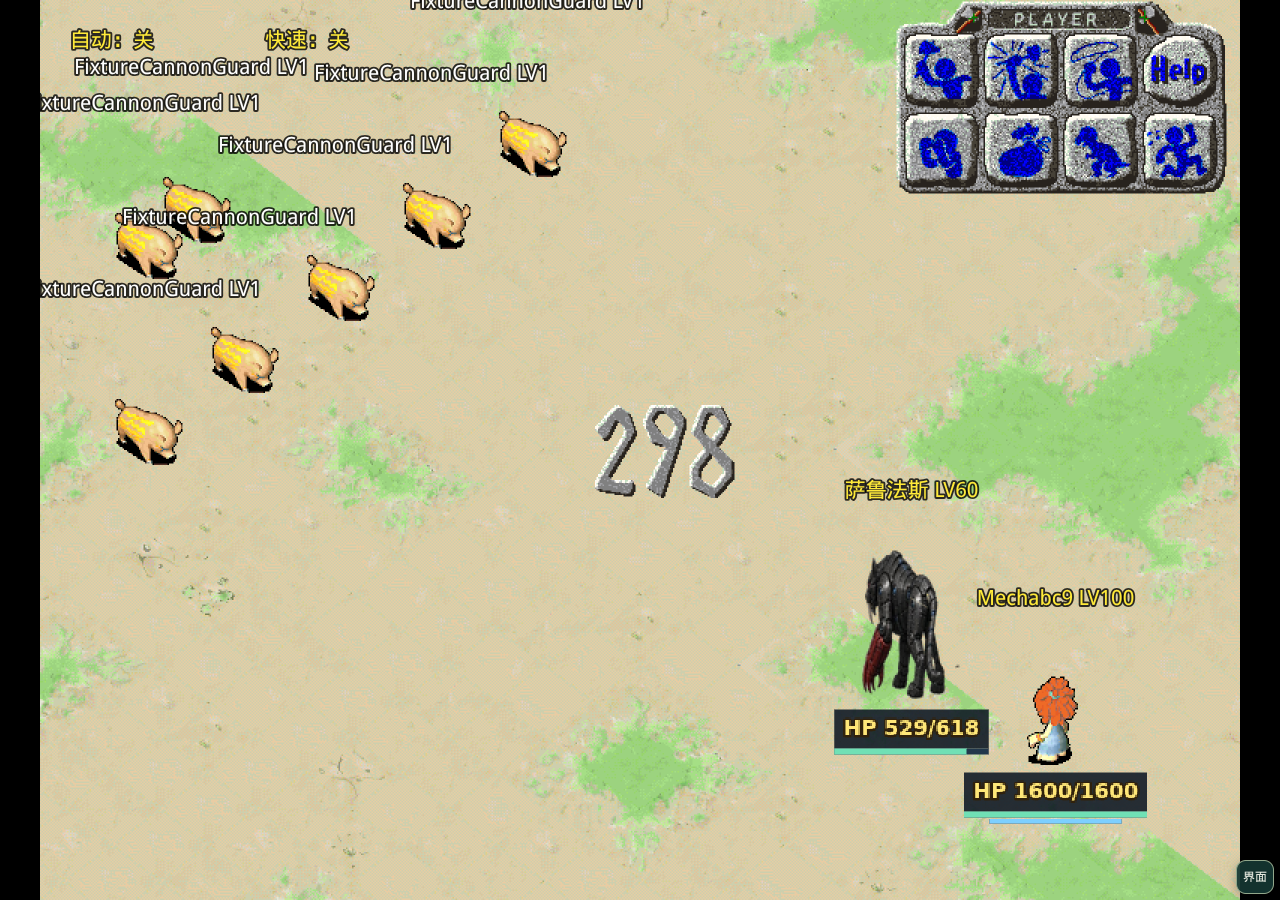 FixtureCannonGuard LV1
PLAYER
自动：关
快速：关
FixtureCannonGuard LV1
FixtureCannonGuard LV1
Help
xtureCannonGuard LV1
FixtureCannonGuard LV1
FixtureCannonGuard LV1
xtureCannonGuard LV1
298
萨鲁法斯 LV60
Mechabc9 LV100
HP 529/618
HP 1600/1600
界面